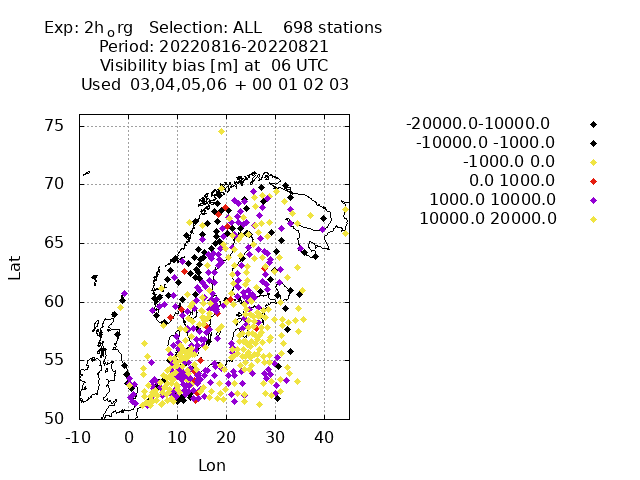 Exp: 2h_org   Selection: ALL    698 stations
Period: 20220816-20220821
Visibility bias [m] at  06 UTC
Used  03,04,05,06  + 00 01 02 03
75
70
65
60
55
50
-10 0 10 20 30 40
Lat
Lon
-20000.0-10000.0
-10000.0 -1000.0
-1000.0 0.0
0.0 1000.0
1000.0 10000.0
10000.0 20000.0